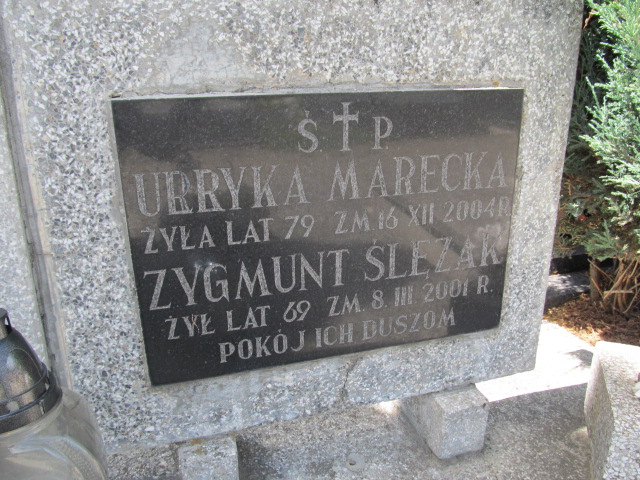 Ś✝P
ULRYKA MARECKA
ŻYŁA LAT 79 ZM. 16 XII 2004 R.
ZYGMUNT ŚLĘZAK
ŻYŁ LAT 69 ZM. 8 III 2001 R.
POKÓJ ICH DUSZOM